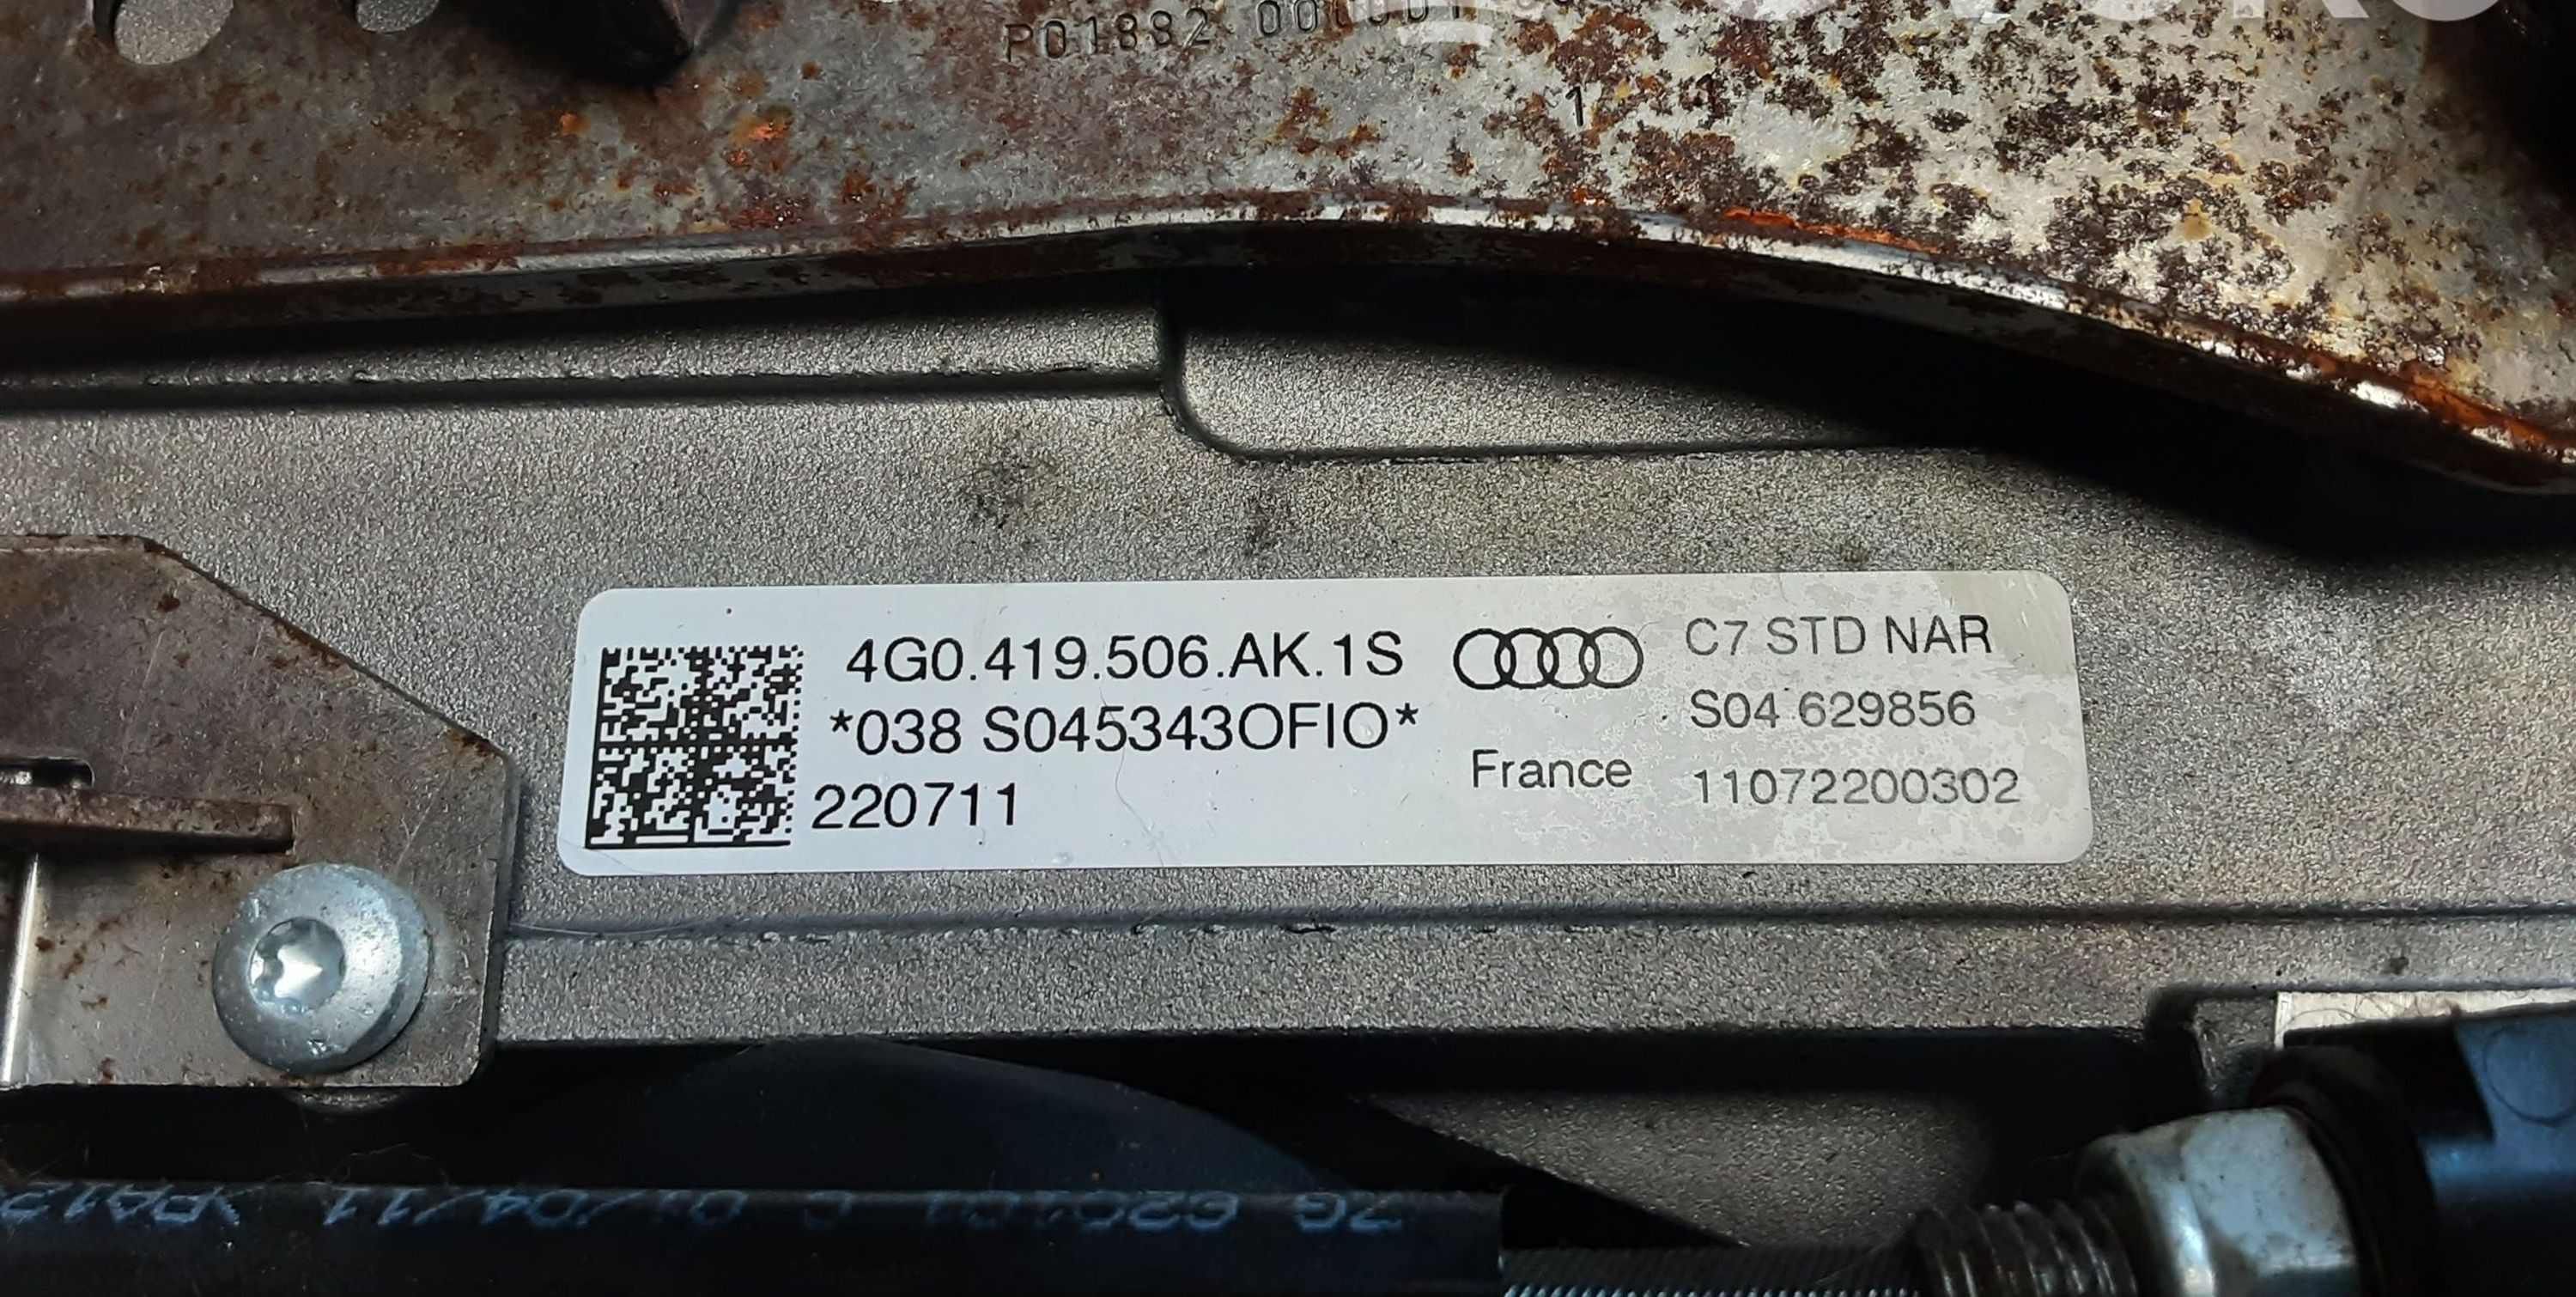 P01882
4G0.419.506.AK.1S
*038 S045343OFIO*
220711
France
C7 STD NAR
S04 629856
11072200302